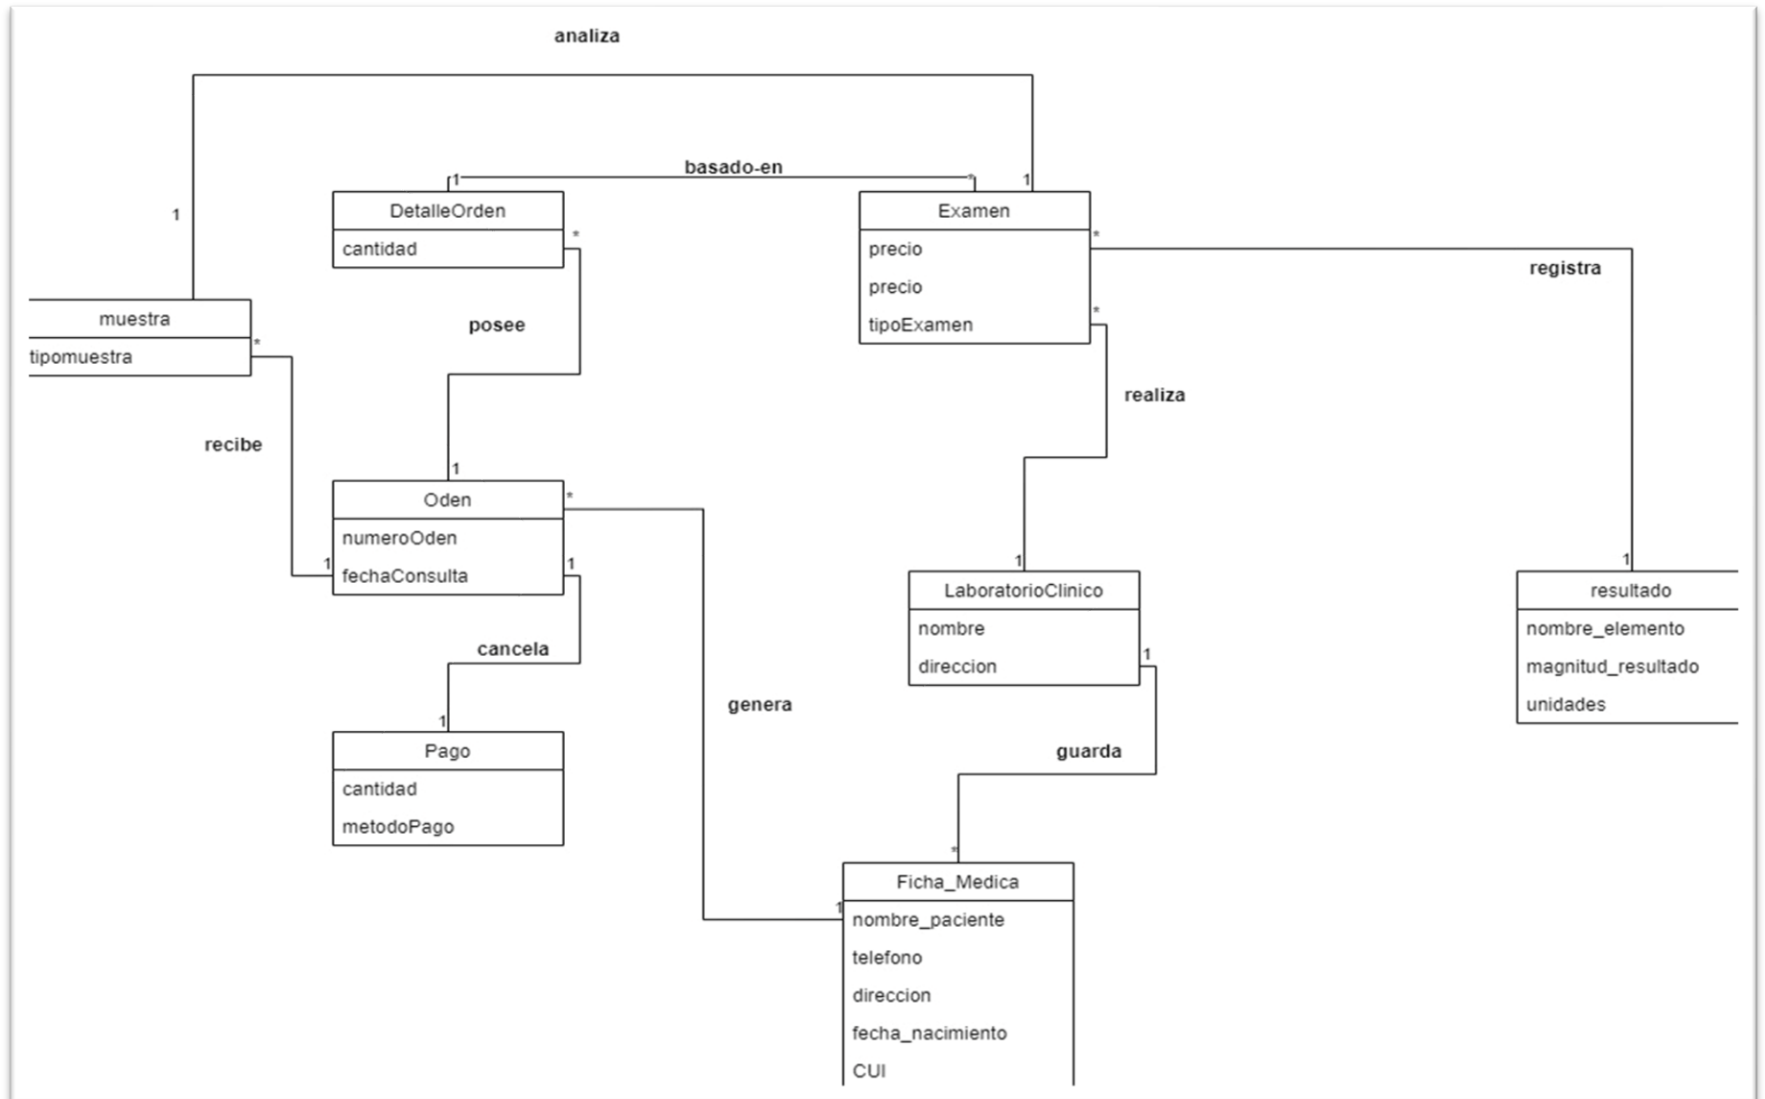 analiza
1
basado-en
1
*
1
DetalleOrden
cantidad
*
Examen
precio
precio
tipoExamen
*
*
registra
muestra
tipomuestra
*
posee
realiza
recibe
1
Oden
numeroOden
fechaConsulta
*
1
1
cancela
1
Pago
cantidad
metodoPago
genera
1
LaboratorioClinico
nombre
direccion
1
guarda
*
1
resultado
nombre_elemento
magnitud_resultado
unidades
Ficha_Medica
1
nombre_paciente
telefono
direccion
fecha_nacimiento
CUI